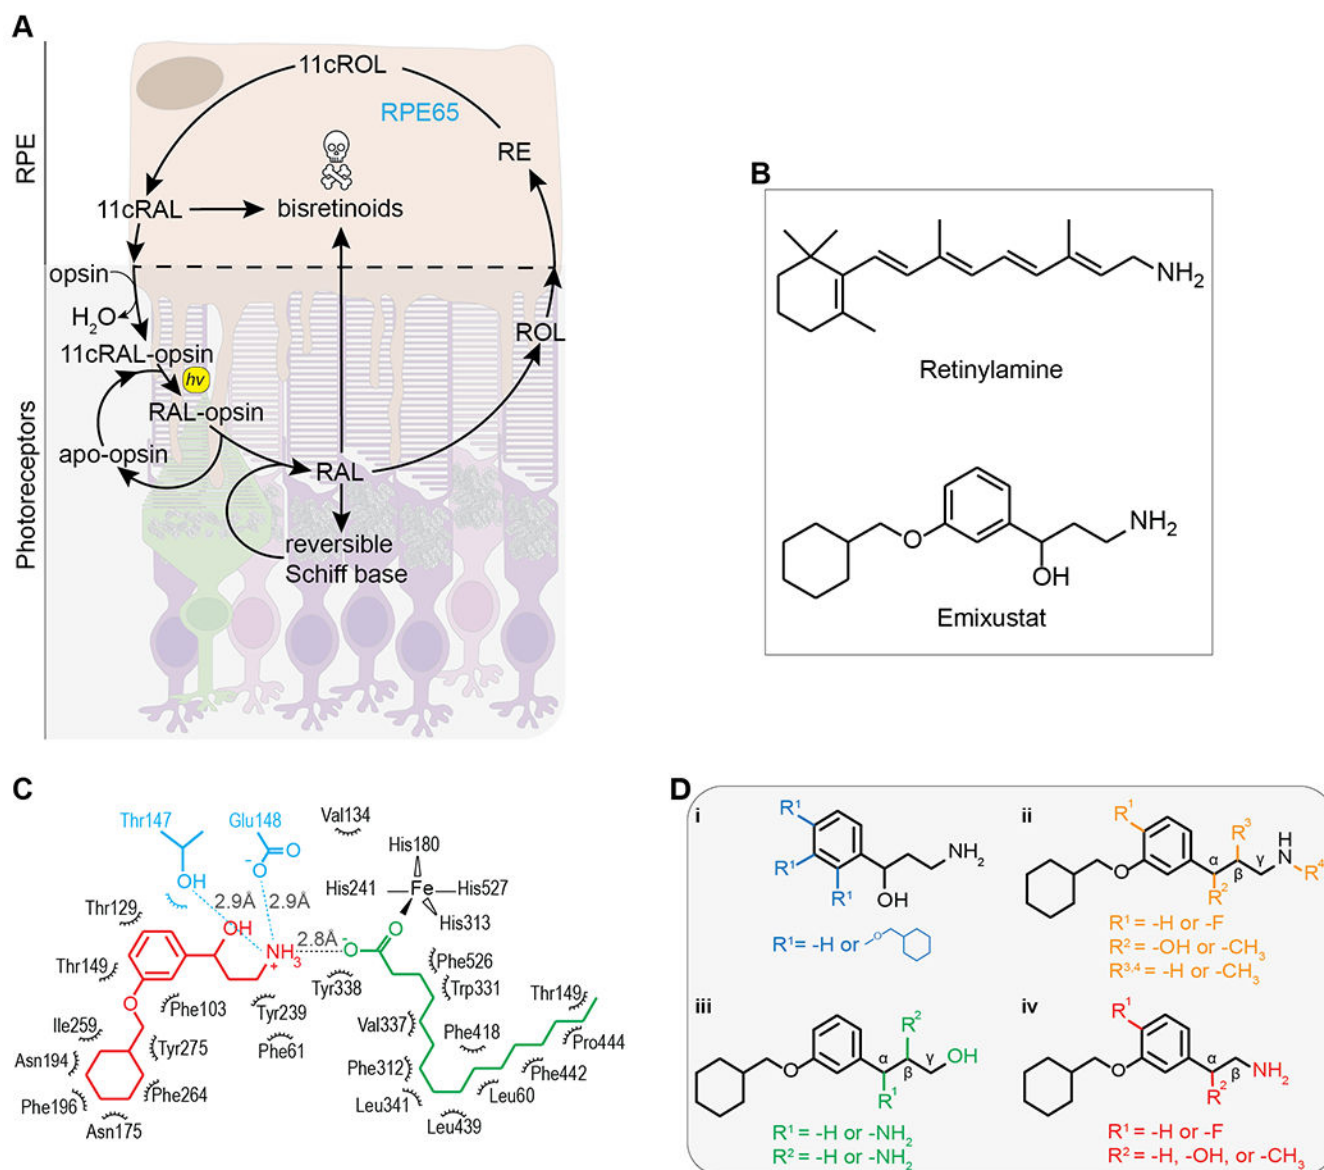 A
RPE
Photoreceptors
11cROL
RPE65
RE
11cRAL
bisretinoids
opsin
H₂O
11cRAL-opsin
hv
RAL-opsin
apo-opsin
RAL
ROL
reversible
Schiff base
B
NH₂
Retinylamine
O
OH
NH₂
Emixustat
C
Thr147
Glu148
Val134
His180
OH
-O
O
His241
Fe
His527
2.9Å
2.9Å
His313
Thr129
OH
2.8Å
NH₃
+
-O
O
Thr149
Phe526
Tyr338
Trp331
O
Phe103
Tyr239
Thr149
Ile259
Val337
Phe418
Tyr275
Phe61
Pro444
Asn194
Phe312
Phe442
Phe264
Leu60
Phe196
Leu341
Asn175
Leu439
D
i
R¹
R¹
R¹
OH
NH₂
R¹ = -H or
O
ii
R¹
R³
H
N
R⁴
O
α
β
γ
R²
R¹ = -H or -F
R² = -OH or -CH₃
R³,⁴ = -H or -CH₃
iii
R²
O
α
β
γ
OH
R¹
R¹ = -H or -NH₂
R² = -H or -NH₂
iv
R¹
O
α
β
NH₂
R²
R¹ = -H or -F
R² = -H, -OH, or -CH₃